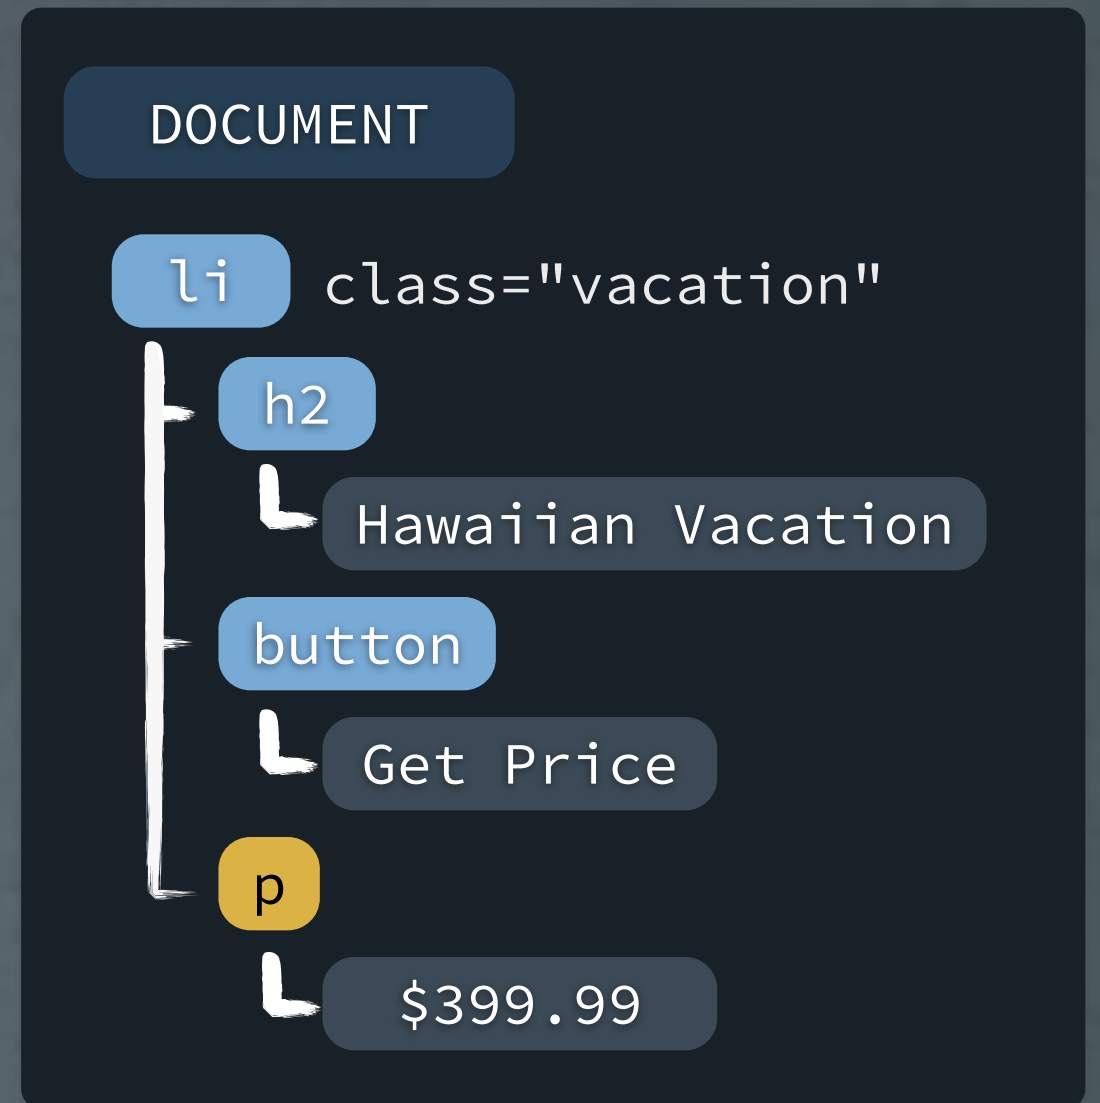 DOCUMENT
li class="vacation"
h2
Hawaiian Vacation
button
Get Price
p
$399.99